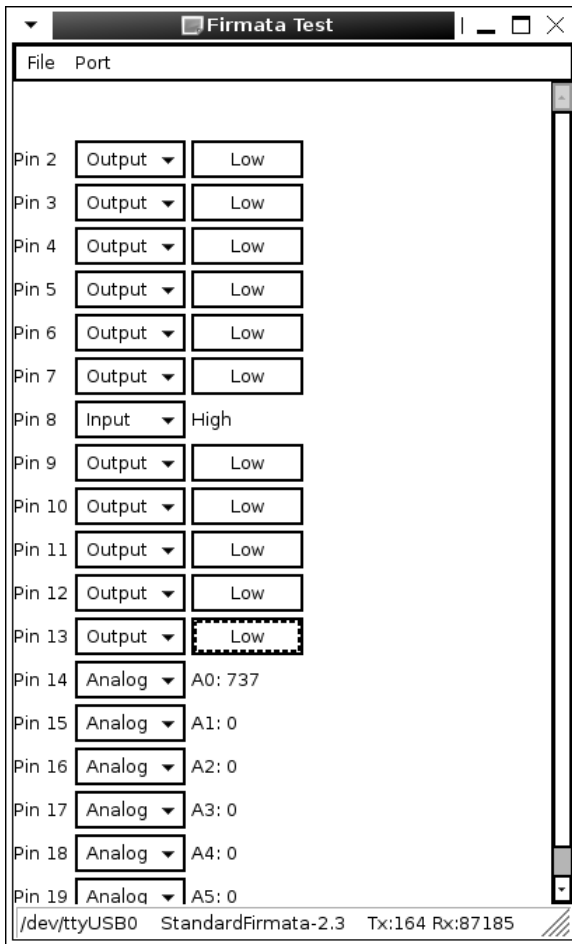 Firmata Test
File Port
Pin 2 Output Low
Pin 3 Output Low
Pin 4 Output Low
Pin 5 Output Low
Pin 6 Output Low
Pin 7 Output Low
Pin 8 Input High
Pin 9 Output Low
Pin 10 Output Low
Pin 11 Output Low
Pin 12 Output Low
Pin 13 Output Low
Pin 14 Analog A0: 737
Pin 15 Analog A1: 0
Pin 16 Analog A2: 0
Pin 17 Analog A3: 0
Pin 18 Analog A4: 0
Pin 19 Analog A5: 0
/dev/ttyUSB0 StandardFirmata-2.3 Tx:164 Rx:87185